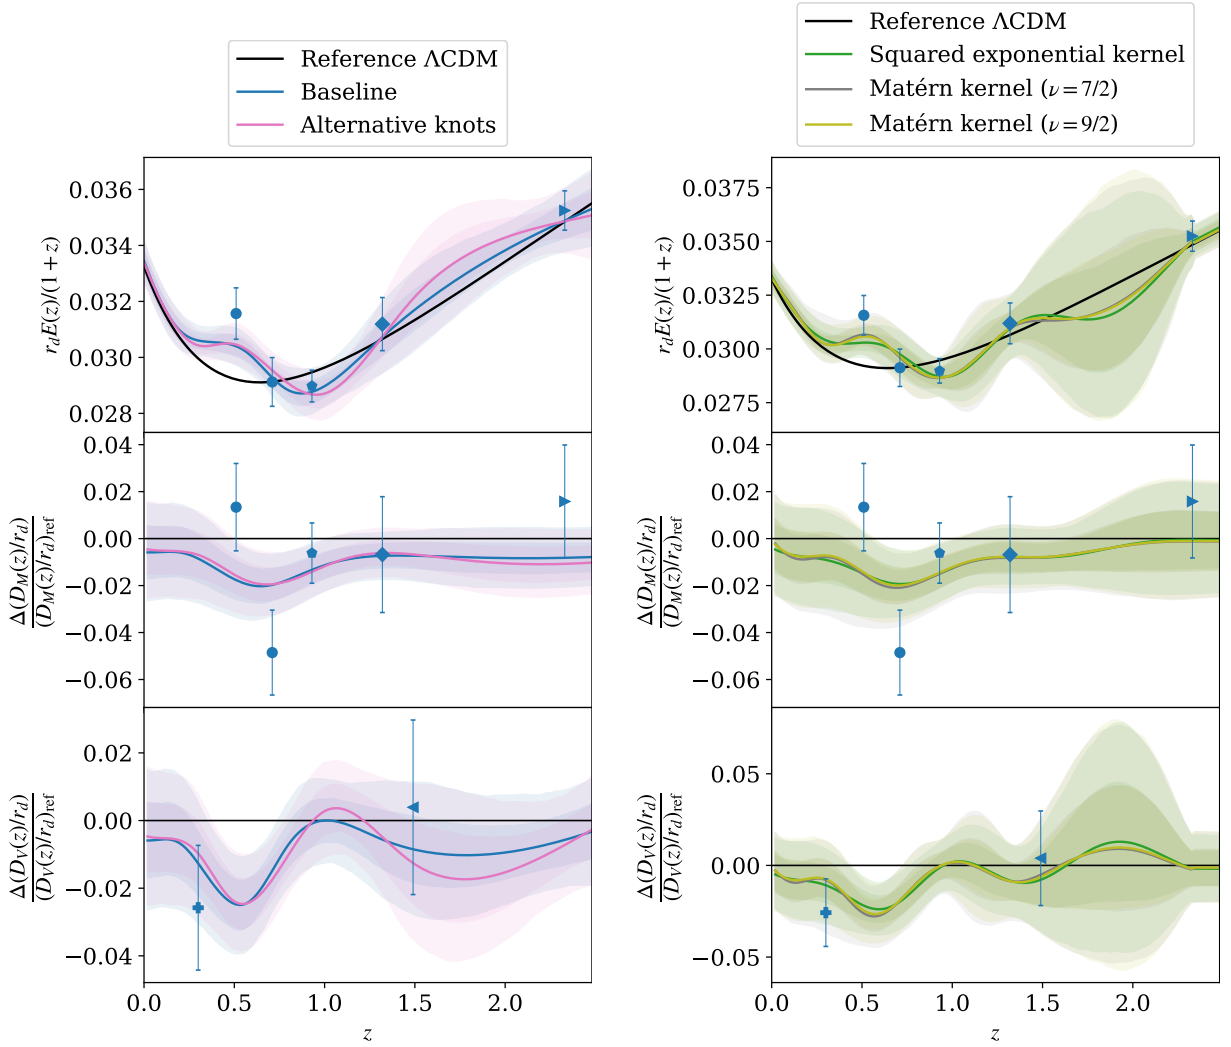 Reference ΛCDM
Baseline
Alternative knots
Reference ΛCDM
Squared exponential kernel
Matérn kernel (ν = 7/2)
Matérn kernel (ν = 9/2)
0.036
0.034
0.032
0.030
0.028
r_d E(z)/(1 + z)
0.04
0.02
0.00
−0.02
−0.04
−0.06
Δ(D_M(z)/r_d)
(D_M(z)/r_d)_ref
0.02
0.00
−0.02
−0.04
Δ(D_V(z)/r_d)
(D_V(z)/r_d)_ref
0.0 0.5 1.0 1.5 2.0
z
0.0375
0.0350
0.0325
0.0300
0.0275
r_d E(z)/(1 + z)
0.04
0.02
0.00
−0.02
−0.04
−0.06
Δ(D_M(z)/r_d)
(D_M(z)/r_d)_ref
0.05
0.00
−0.05
Δ(D_V(z)/r_d)
(D_V(z)/r_d)_ref
0.0 0.5 1.0 1.5 2.0
z